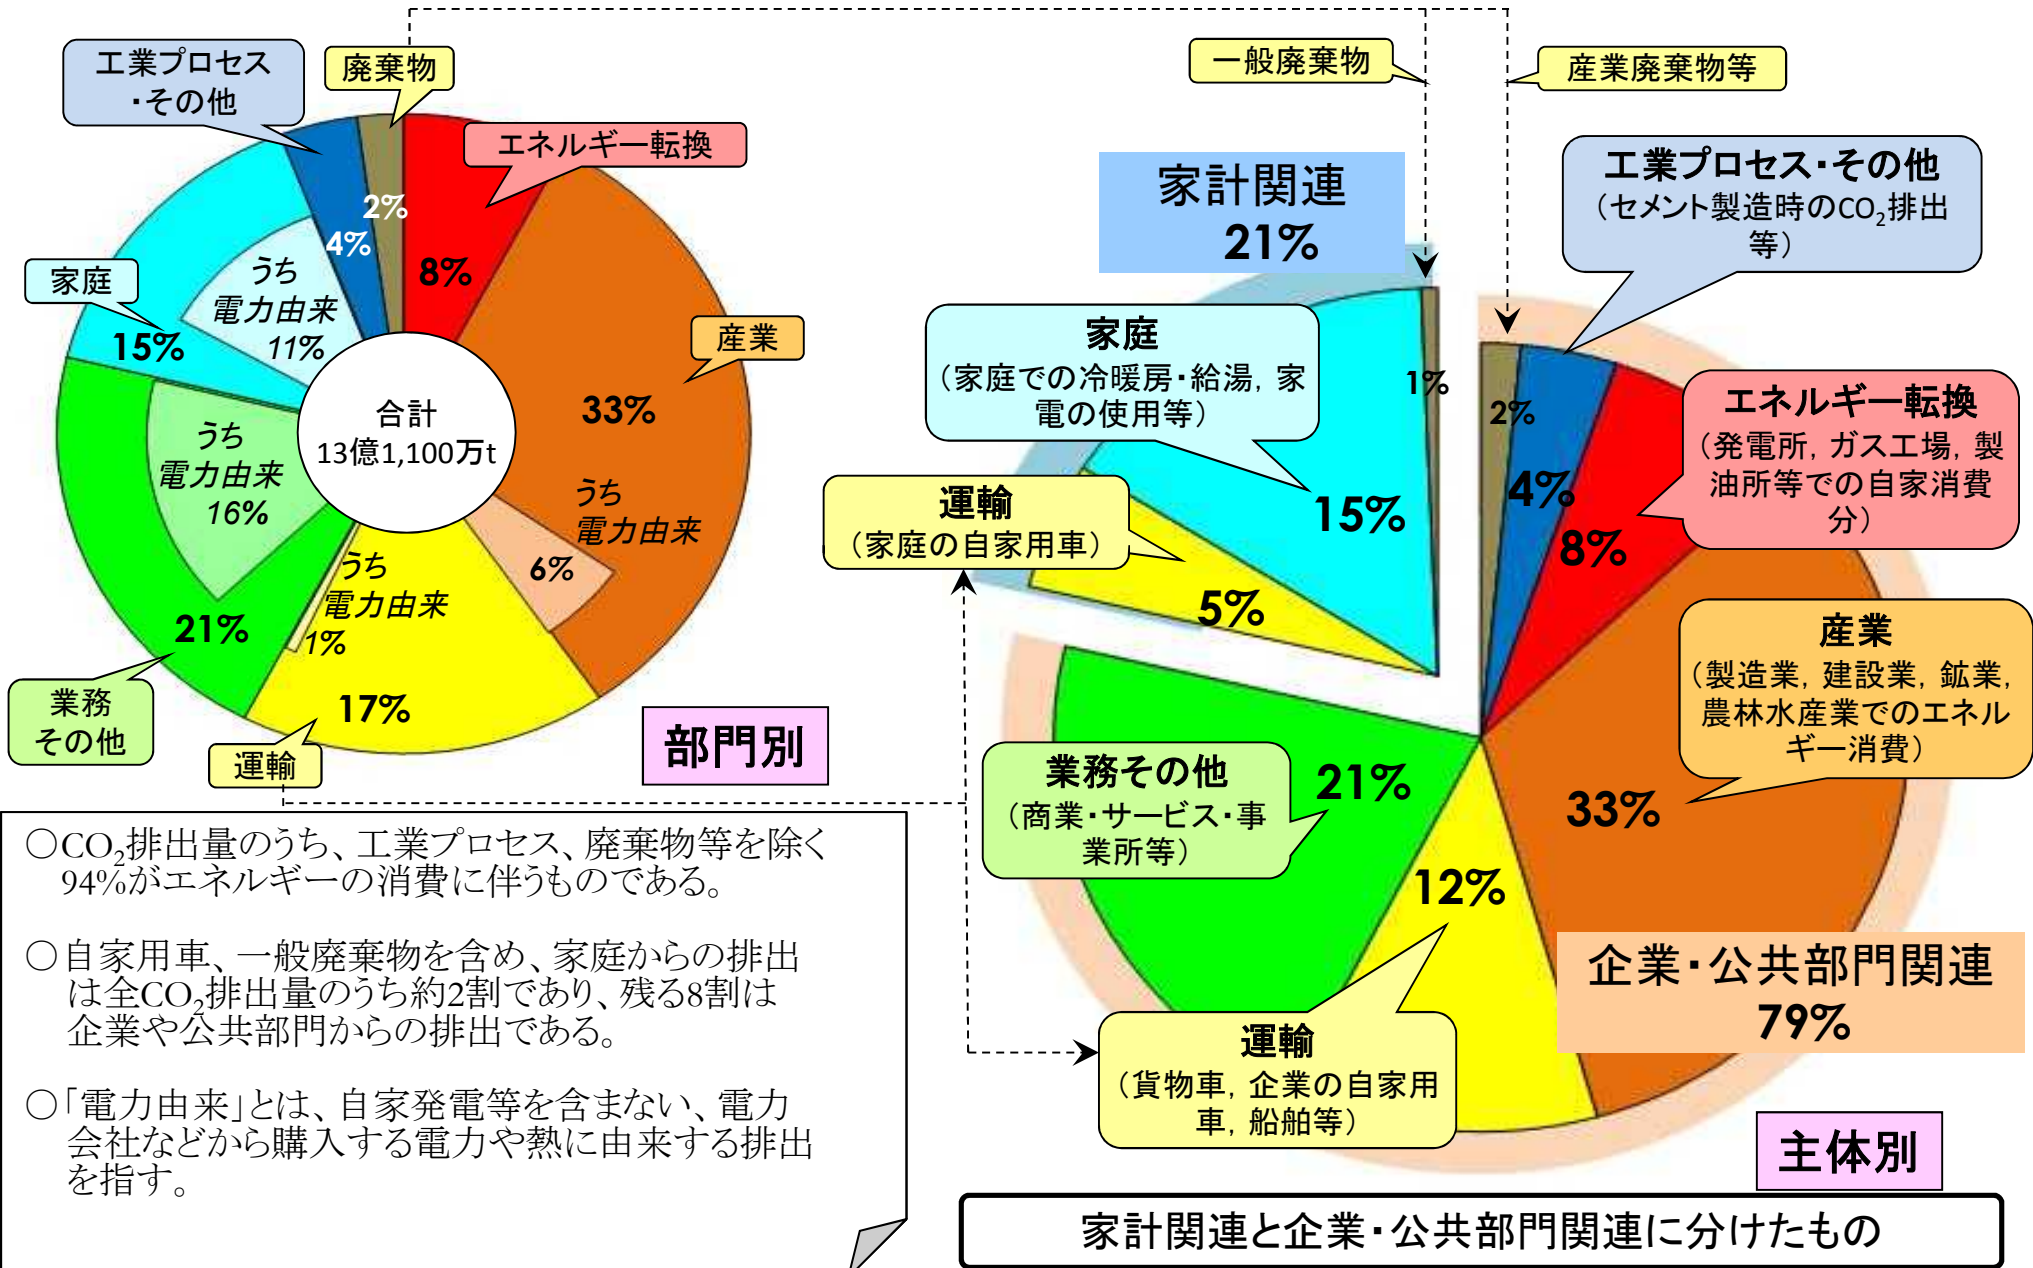 工業プロセス
・その他
廃棄物
エネルギー転換
2%
4%
8%
家庭
うち
電力由来
11%
15%
産業
33%
合計
13億1,100万t
うち
電力由来
16%
うち
電力由来
6%
うち
電力由来
1%
21%
17%
業務
その他
運輸
部門別
一般廃棄物
産業廃棄物等
家計関連
21%
工業プロセス・その他
（セメント製造時のCO₂排出
等）
家庭
（家庭での冷暖房・給湯，家
電の使用等）
1%
2%
エネルギー転換
（発電所，ガス工場，製
油所等での自家消費
分）
4%
8%
15%
運輸
（家庭の自家用車）
5%
産業
（製造業，建設業，鉱業，
農林水産業でのエネル
ギー消費）
業務その他
（商業・サービス・事
業所等）
21%
33%
12%
企業・公共部門関連
79%
運輸
（貨物車，企業の自家用
車，船舶等）
主体別
家計関連と企業・公共部門関連に分けたもの
○CO₂排出量のうち、工業プロセス、廃棄物等を除く
94%がエネルギーの消費に伴うものである。
○自家用車、一般廃棄物を含め、家庭からの排出
は全CO₂排出量のうち約2割であり、残る8割は
企業や公共部門からの排出である。
○「電力由来」とは、自家発電等を含まない、電力
会社などから購入する電力や熱に由来する排出
を指す。